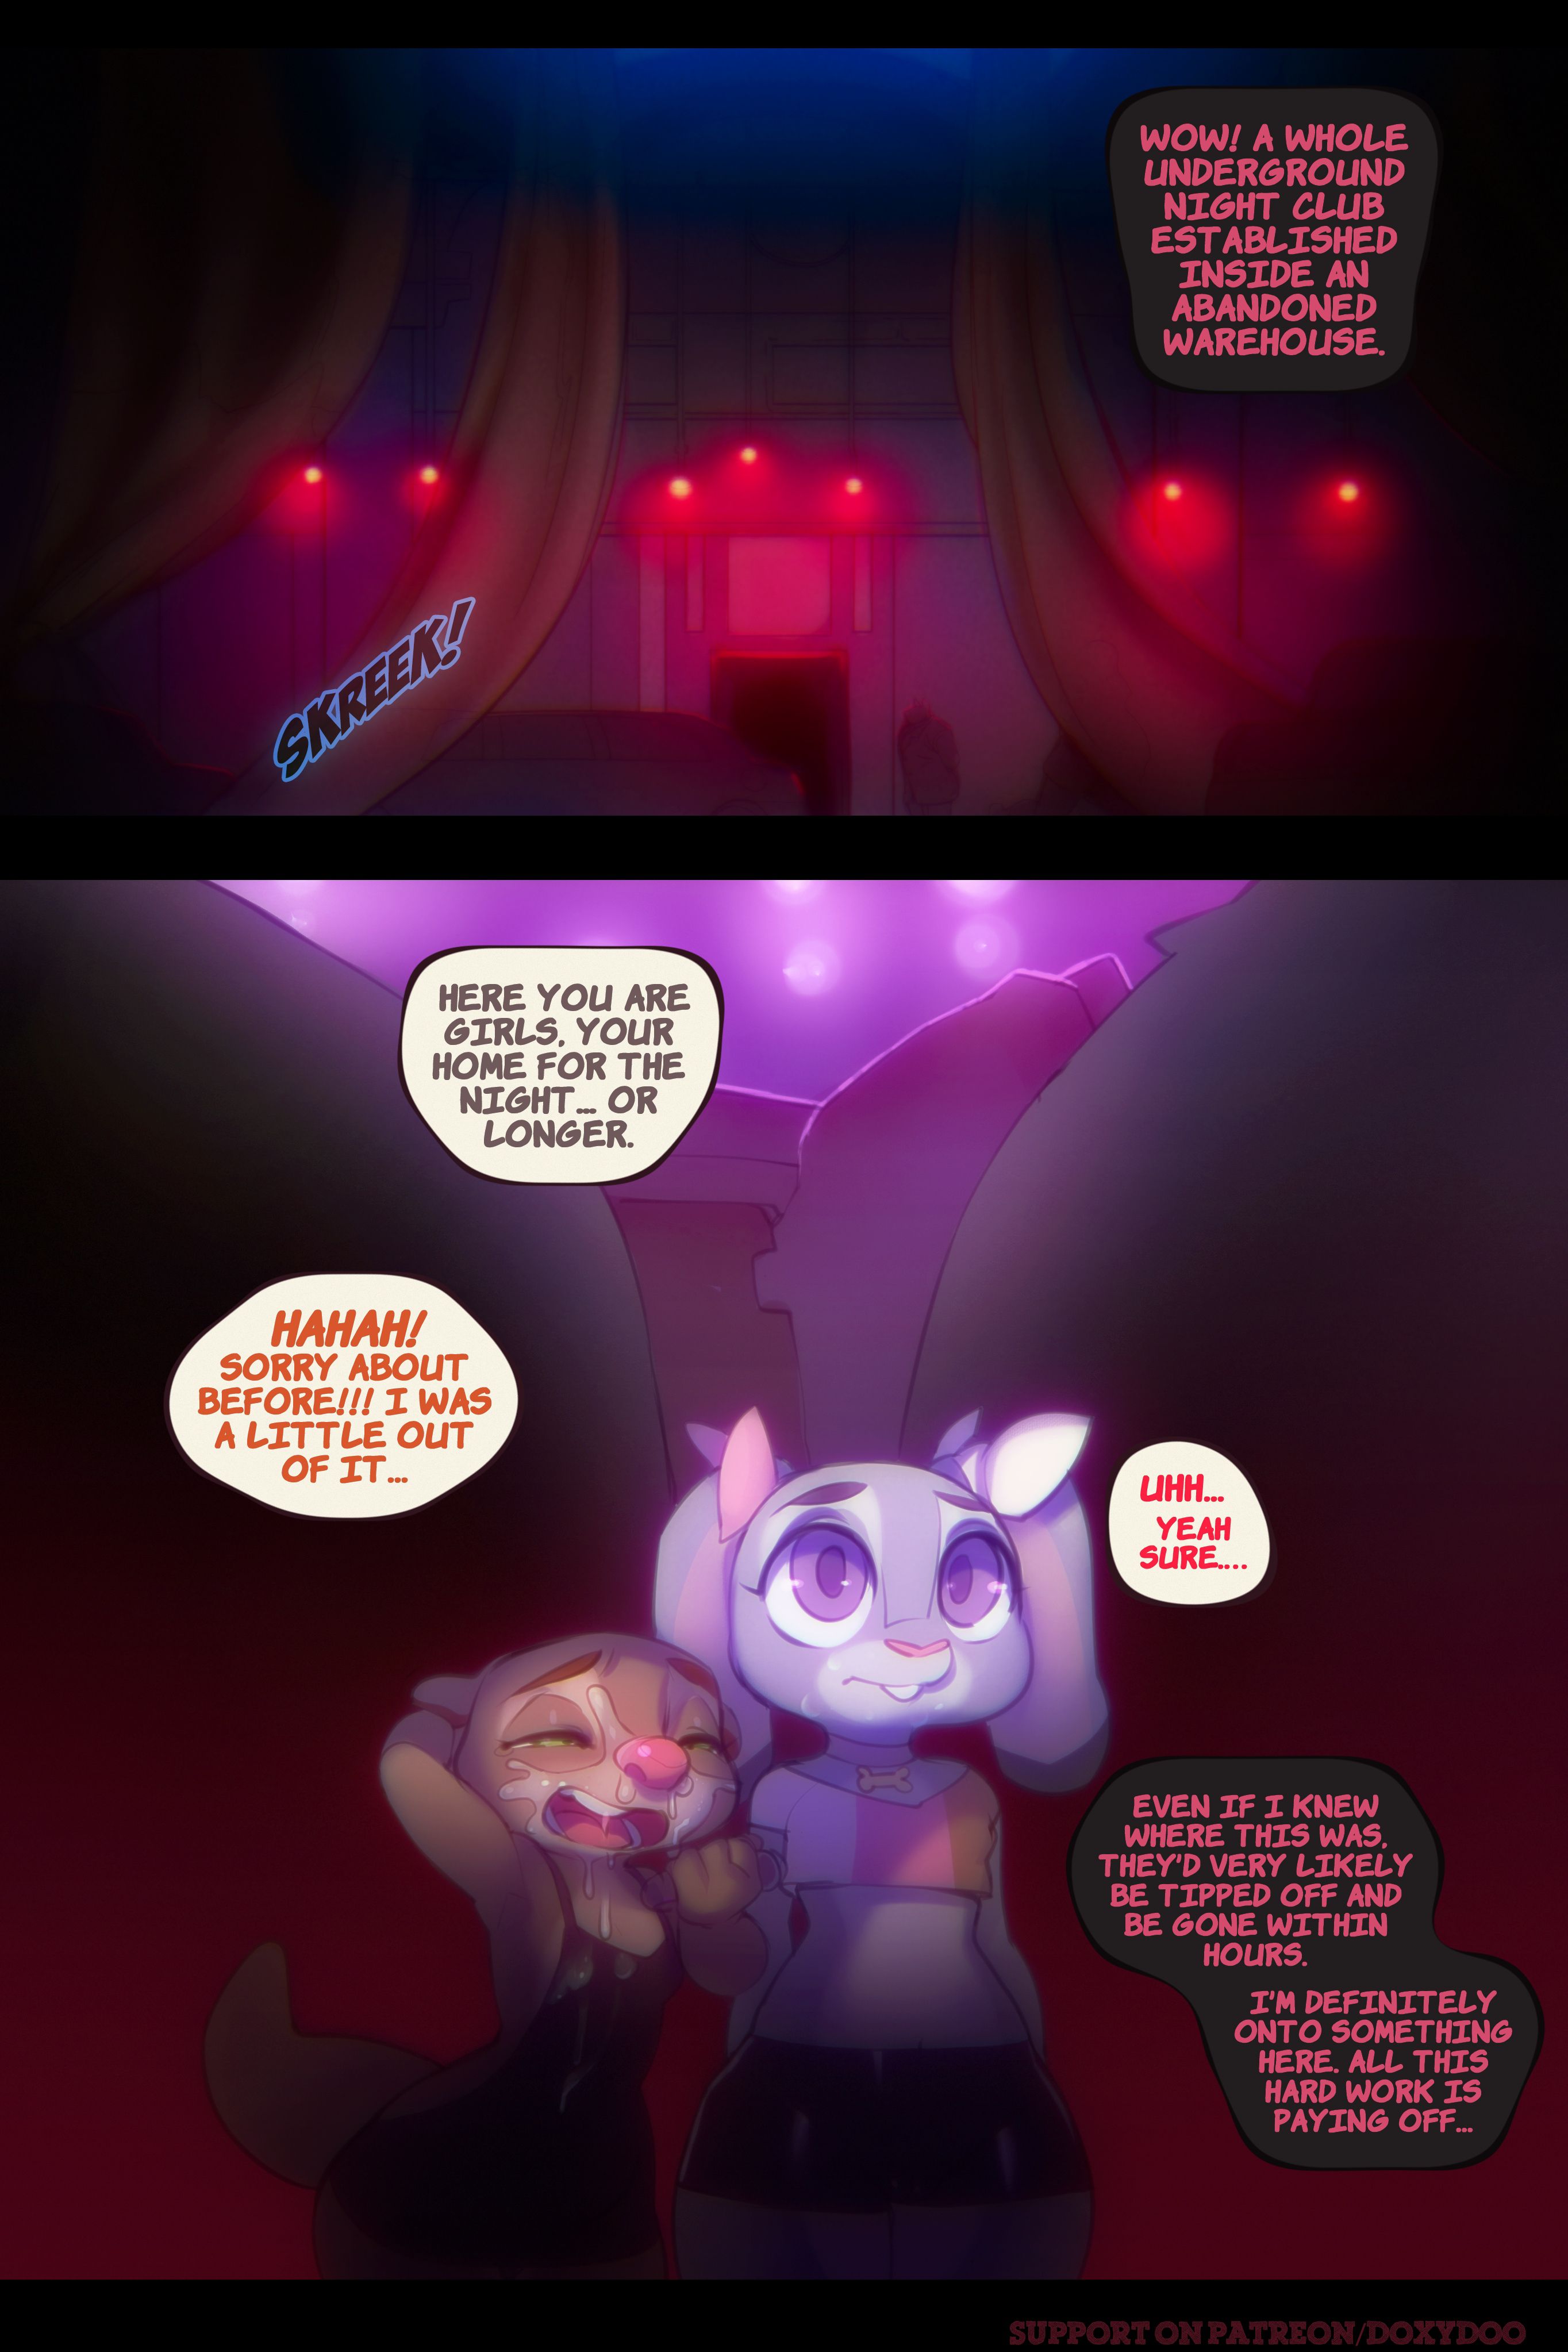 WOW! A WHOLE
UNDERGROUND
NIGHT CLUB
ESTABLISHED
INSIDE AN
ABANDONED
WAREHOUSE.
SKREEK!
HERE YOU ARE
GIRLS, YOUR
HOME FOR THE
NIGHT... OR
LONGER.
HAHAH!
SORRY ABOUT
BEFORE!!! I WAS
A LITTLE OUT
OF IT...
UHH...
YEAH
SURE....
EVEN IF I KNEW
WHERE THIS WAS,
THEY'D VERY LIKELY
BE TIPPED OFF AND
BE GONE WITHIN
HOURS.
I'M DEFINITELY
ONTO SOMETHING
HERE. ALL THIS
HARD WORK IS
PAYING OFF...
SUPPORT ON PATREON/DOXYDOO